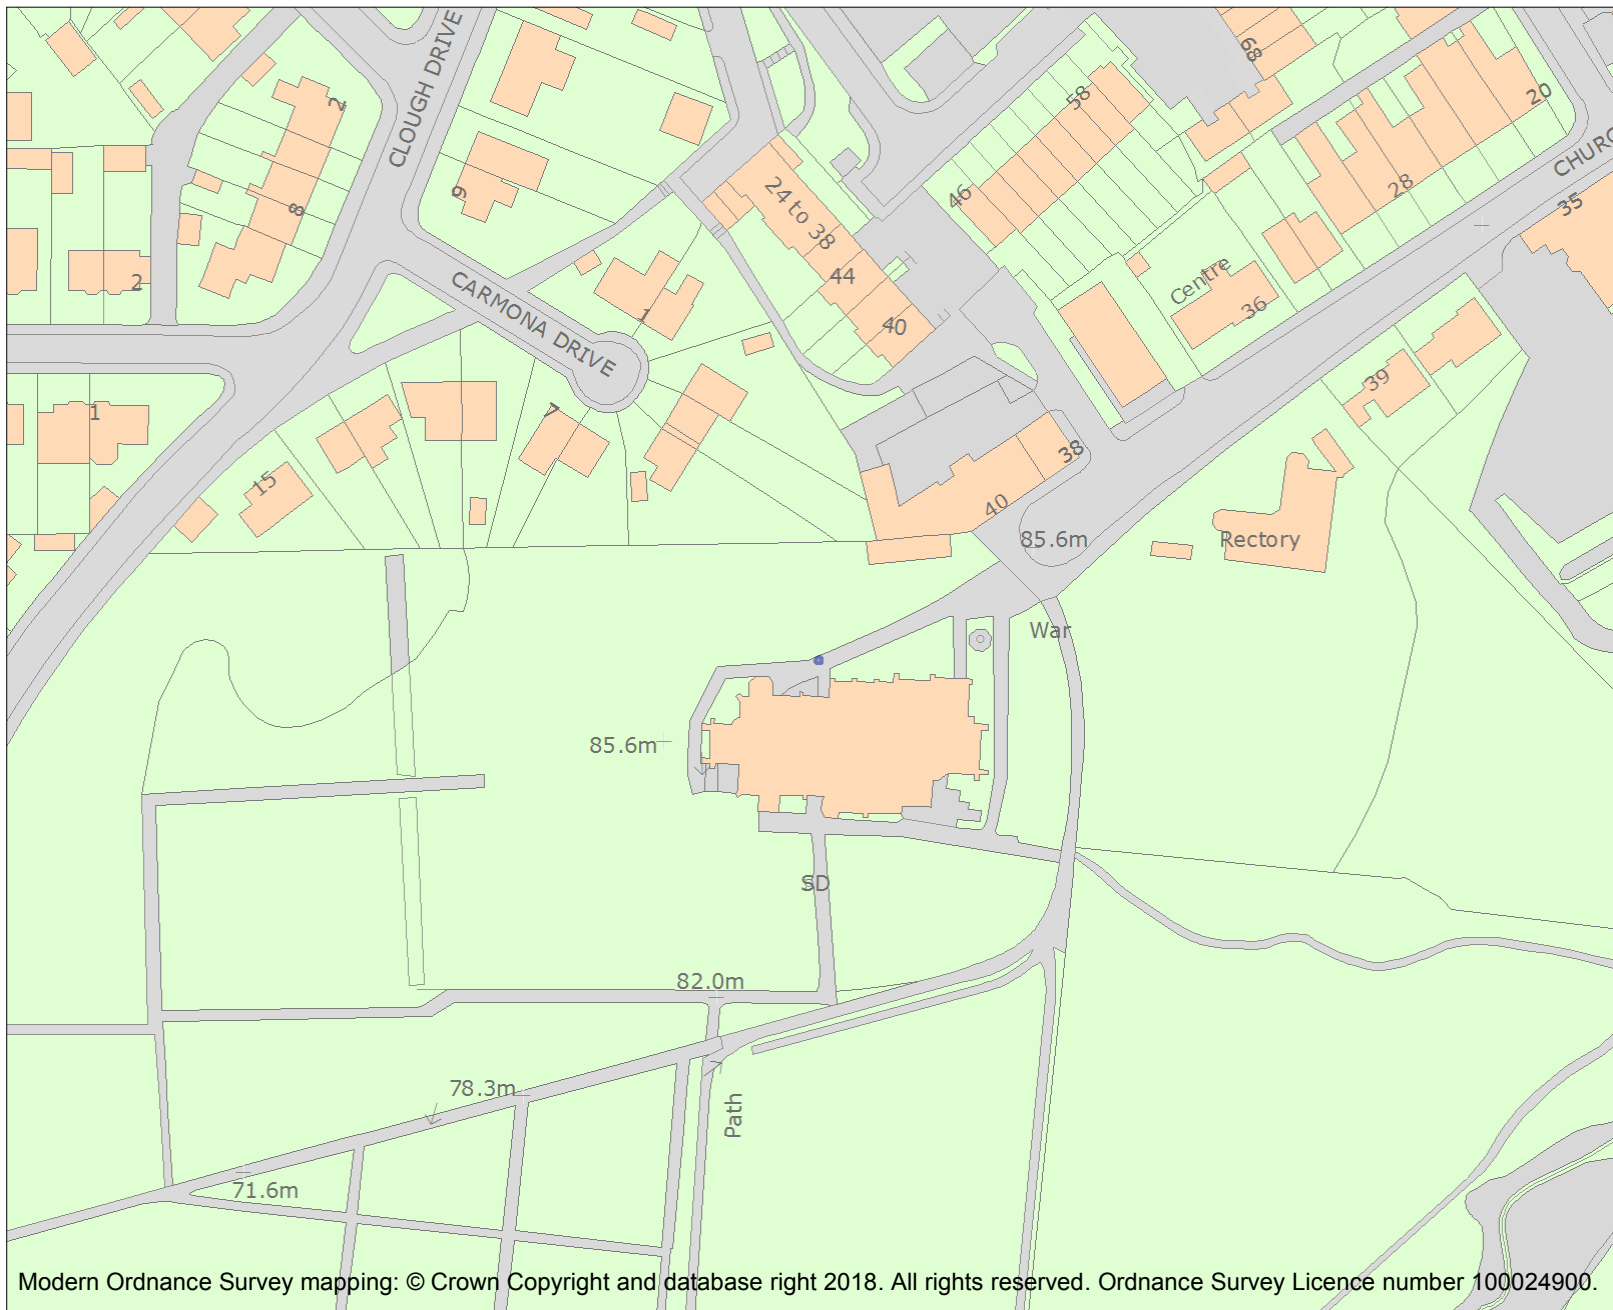 CLOUGH DRIVE
68
58
20
2
CHURC
28
35
9
8
24 to 38
46
2
Centre
36
44
40
CARMONA DRIVE
1
39
1
7
38
15
40
85.6m
Rectory
War
85.6m
SD
82.0m
78.3m
Path
71.6m
Modern Ordnance Survey mapping: © Crown Copyright and database right 2018. All rights reserved. Ordnance Survey Licence number 100024900.